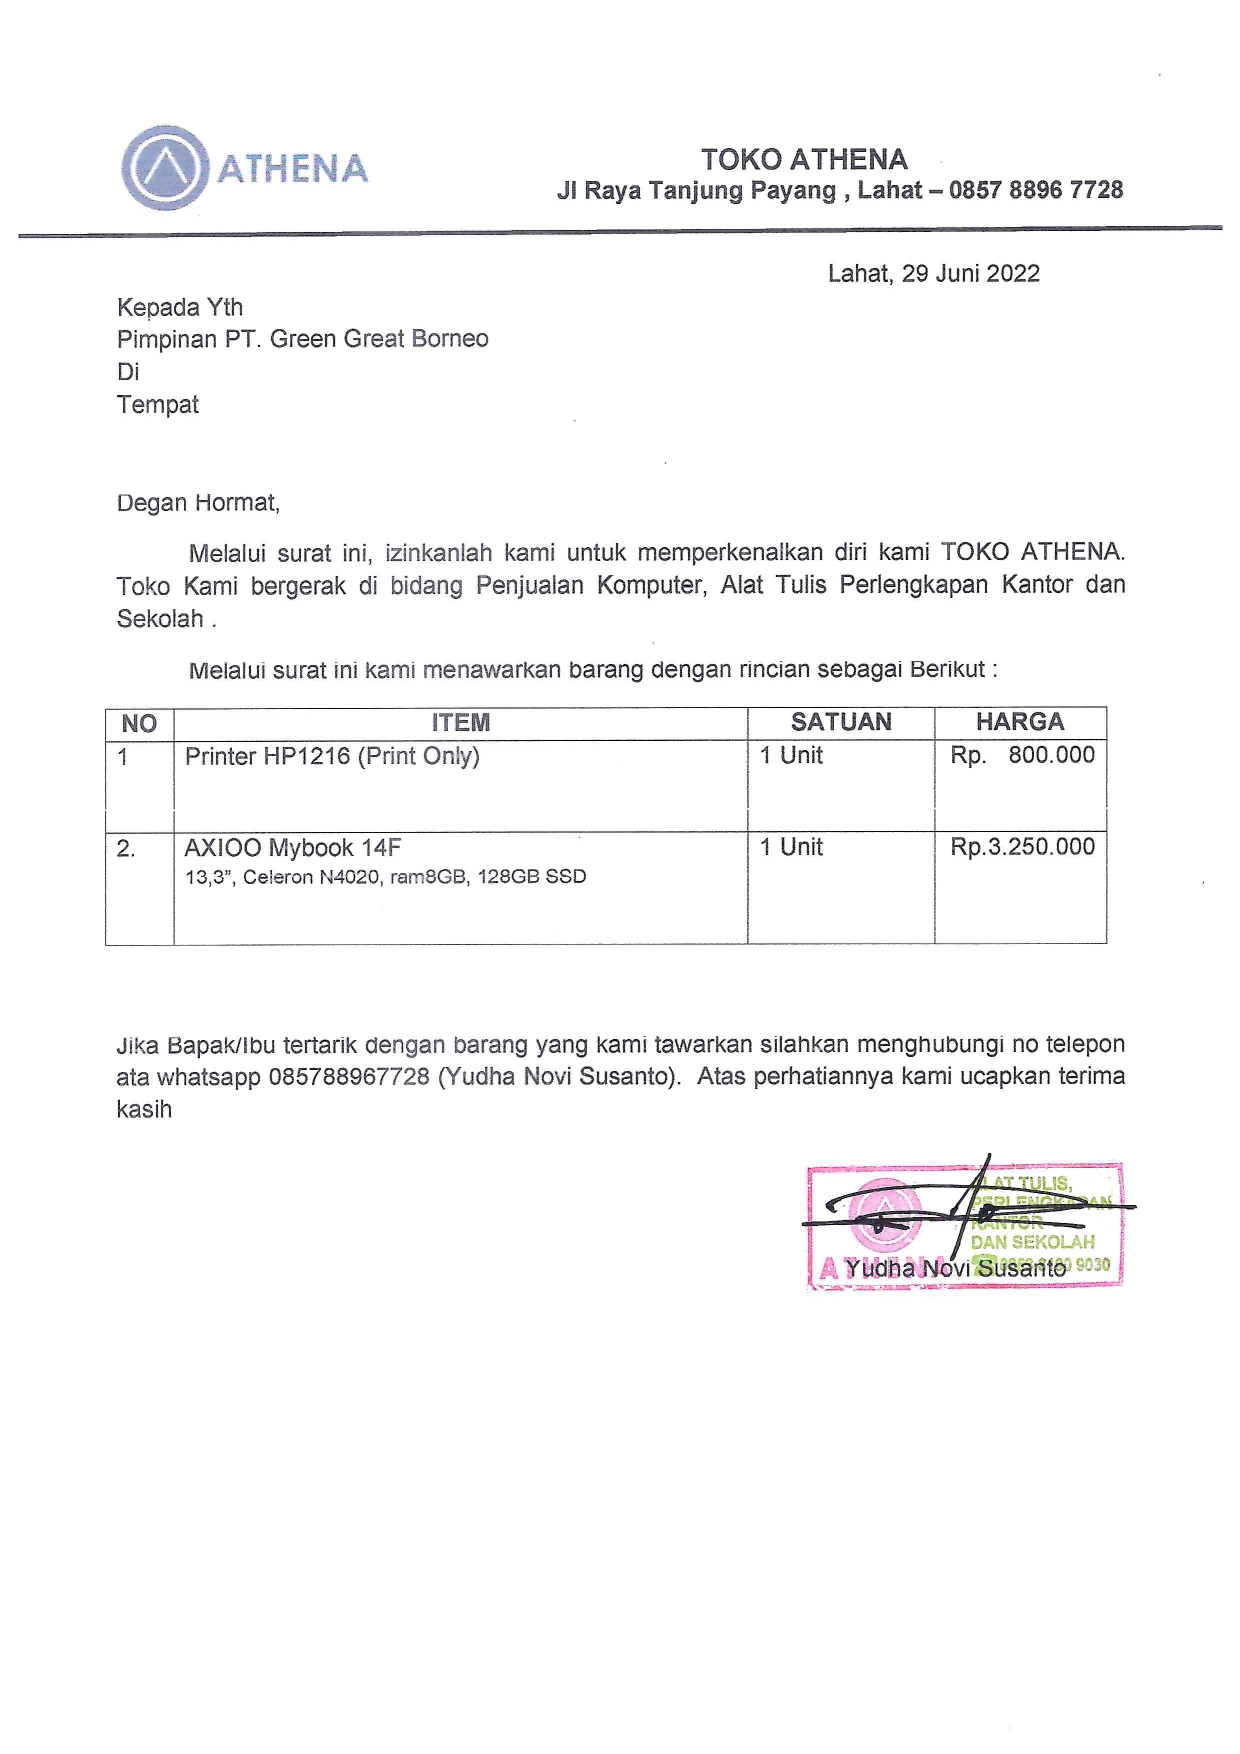 ATHENA
TOKO ATHENA
Jl Raya Tanjung Payang , Lahat – 0857 8896 7728
Lahat, 29 Juni 2022
Kepada Yth
Pimpinan PT. Green Great Borneo
Di
Tempat
Degan Hormat,
Melalui surat ini, izinkanlah kami untuk memperkenalkan diri kami TOKO ATHENA.
Toko Kami bergerak di bidang Penjualan Komputer, Alat Tulis Perlengkapan Kantor dan
Sekolah .
Melalui surat ini kami menawarkan barang dengan rincian sebagai Berikut :
NO ITEM SATUAN HARGA
1 Printer HP1216 (Print Only) 1 Unit Rp. 800.000
2. AXIOO Mybook 14F 1 Unit Rp.3.250.000
13,3”, Celeron N4020, ram8GB, 128GB SSD
Jika Bapak/Ibu tertarik dengan barang yang kami tawarkan silahkan menghubungi no telepon
ata whatsapp 085788967728 (Yudha Novi Susanto). Atas perhatiannya kami ucapkan terima
kasih
TULIS,
KANTOR
DAN SEKOLAH
9030
ATHENA
Yudha Novi Susanto